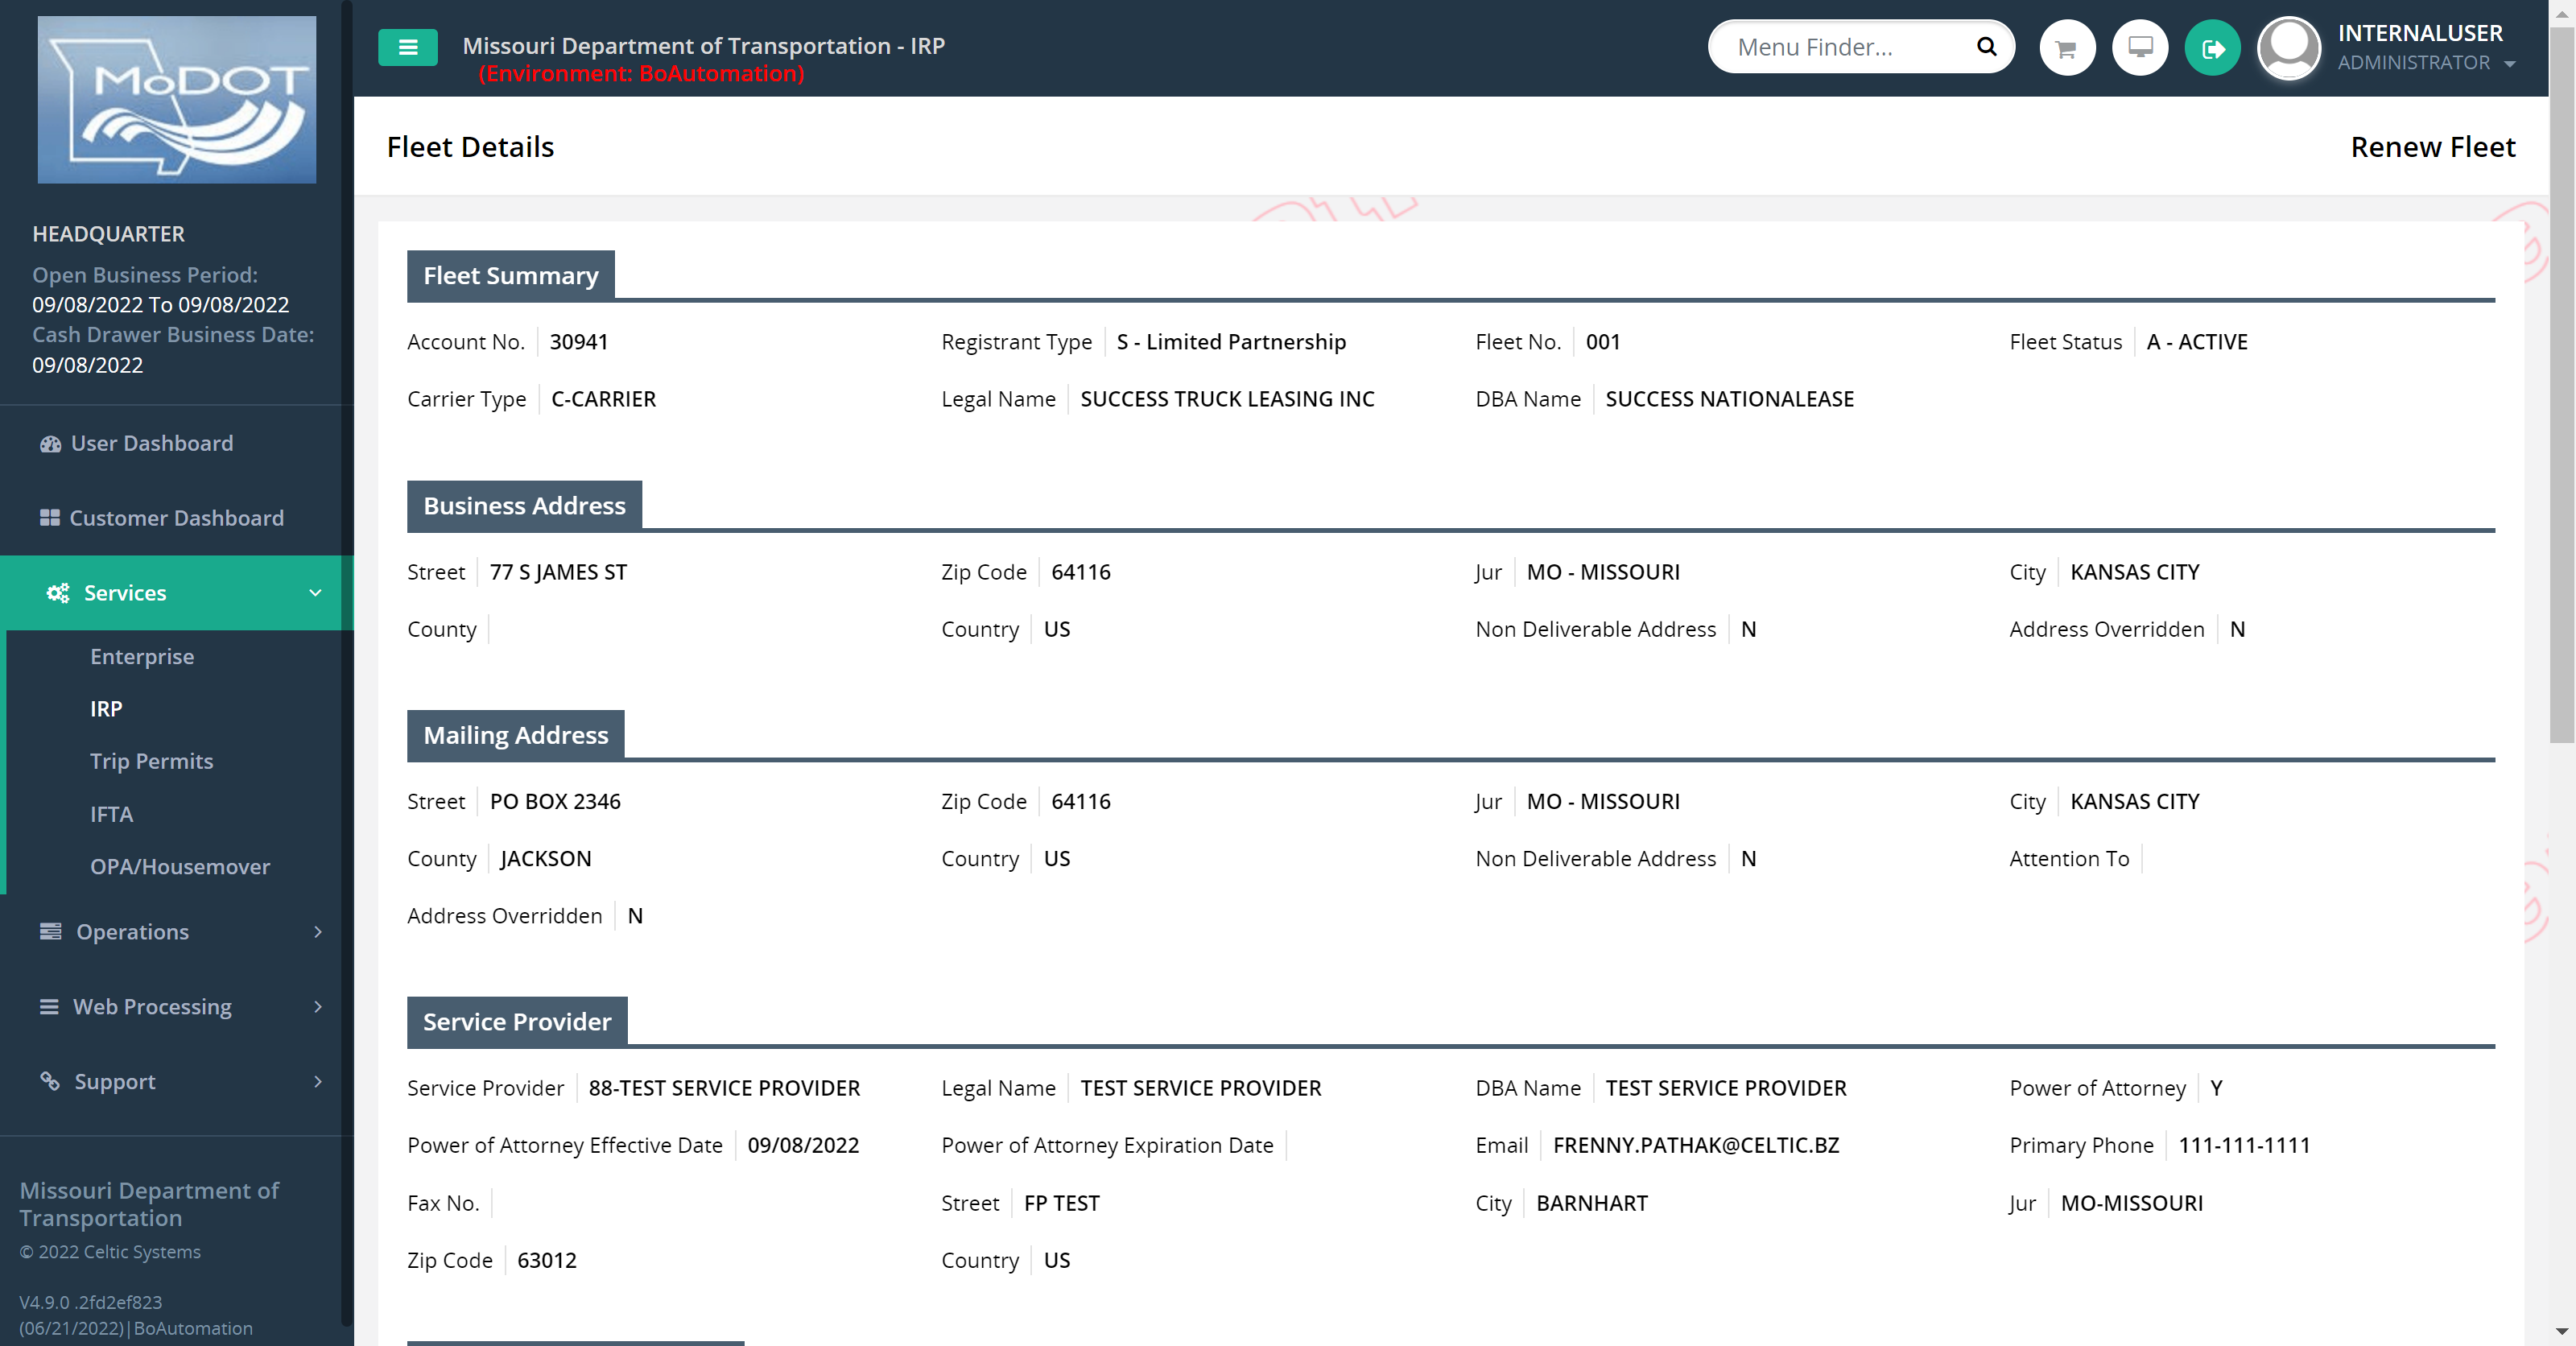 MoDOT
HEADQUARTER
Open Business Period:
09/08/2022 To 09/08/2022
Cash Drawer Business Date:
09/08/2022
User Dashboard
Customer Dashboard
Services
Enterprise
IRP
Trip Permits
IFTA
OPA/Housemover
Operations
Web Processing
Support
Missouri Department of
Transportation
© 2022 Celtic Systems
V4.9.0 .2fd2ef823
(06/21/2022)|BoAutomation
Missouri Department of Transportation - IRP
(Environment: BoAutomation)
Menu Finder...
INTERNALUSER
ADMINISTRATOR
Fleet Details Renew Fleet
Fleet Summary
Account No. 30941 Registrant Type S - Limited Partnership Fleet No. 001 Fleet Status A - ACTIVE
Carrier Type C-CARRIER Legal Name SUCCESS TRUCK LEASING INC DBA Name SUCCESS NATIONALEASE
Business Address
Street 77 S JAMES ST Zip Code 64116 Jur MO - MISSOURI City KANSAS CITY
County Country US Non Deliverable Address N Address Overridden N
Mailing Address
Street PO BOX 2346 Zip Code 64116 Jur MO - MISSOURI City KANSAS CITY
County JACKSON Country US Non Deliverable Address N Attention To
Address Overridden N
Service Provider
Service Provider 88-TEST SERVICE PROVIDER Legal Name TEST SERVICE PROVIDER DBA Name TEST SERVICE PROVIDER Power of Attorney Y
Power of Attorney Effective Date 09/08/2022 Power of Attorney Expiration Date Email FRENNY.PATHAK@CELTIC.BZ Primary Phone 111-111-1111
Fax No. Street FP TEST City BARNHART Jur MO-MISSOURI
Zip Code 63012 Country US